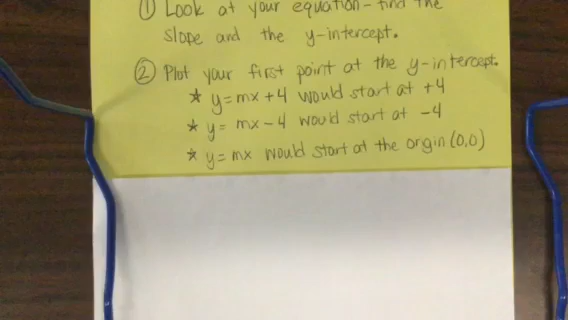 ① Look at your equation - find the
slope and the y-intercept.
② Plot your first point at the y-intercept.
* y=mx+4 would start at +4
* y= mx-4 would start at -4
* y= mx would start at the orgin (0,0)